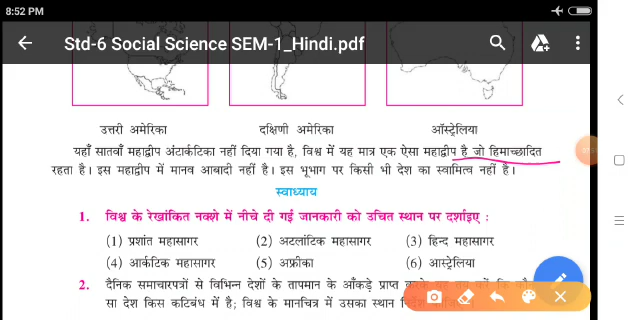 8:52 PM
Std-6 Social Science SEM-1_Hindi.pdf
उत्तरी अमेरिका
दक्षिणी अमेरिका
ऑस्ट्रेलिया
यहाँ सातवाँ महाद्वीप अंटार्कटिका नहीं दिया गया है, विश्व में यह मात्र एक ऐसा महाद्वीप है जो हिमाच्छादित
रहता है। इस महाद्वीप में मानव आबादी नहीं है। इस भूभाग पर किसी भी देश का स्वामित्व नहीं है।
स्वाध्याय
1. विश्व के रेखांकित नक्शे में नीचे दी गई जानकारी को उचित स्थान पर दर्शाइए :
(1) प्रशांत महासागर (2) अटलांटिक महासागर (3) हिन्द महासागर
(4) आर्कटिक महासागर (5) अफ्रीका (6) आस्ट्रेलिया
2. दैनिक समाचारपत्रों से विभिन्न देशों के तापमान के आँकड़े प्राप्त
सा देश किस कटिबंध में है; विश्व के मानचित्र में उसका स्थान